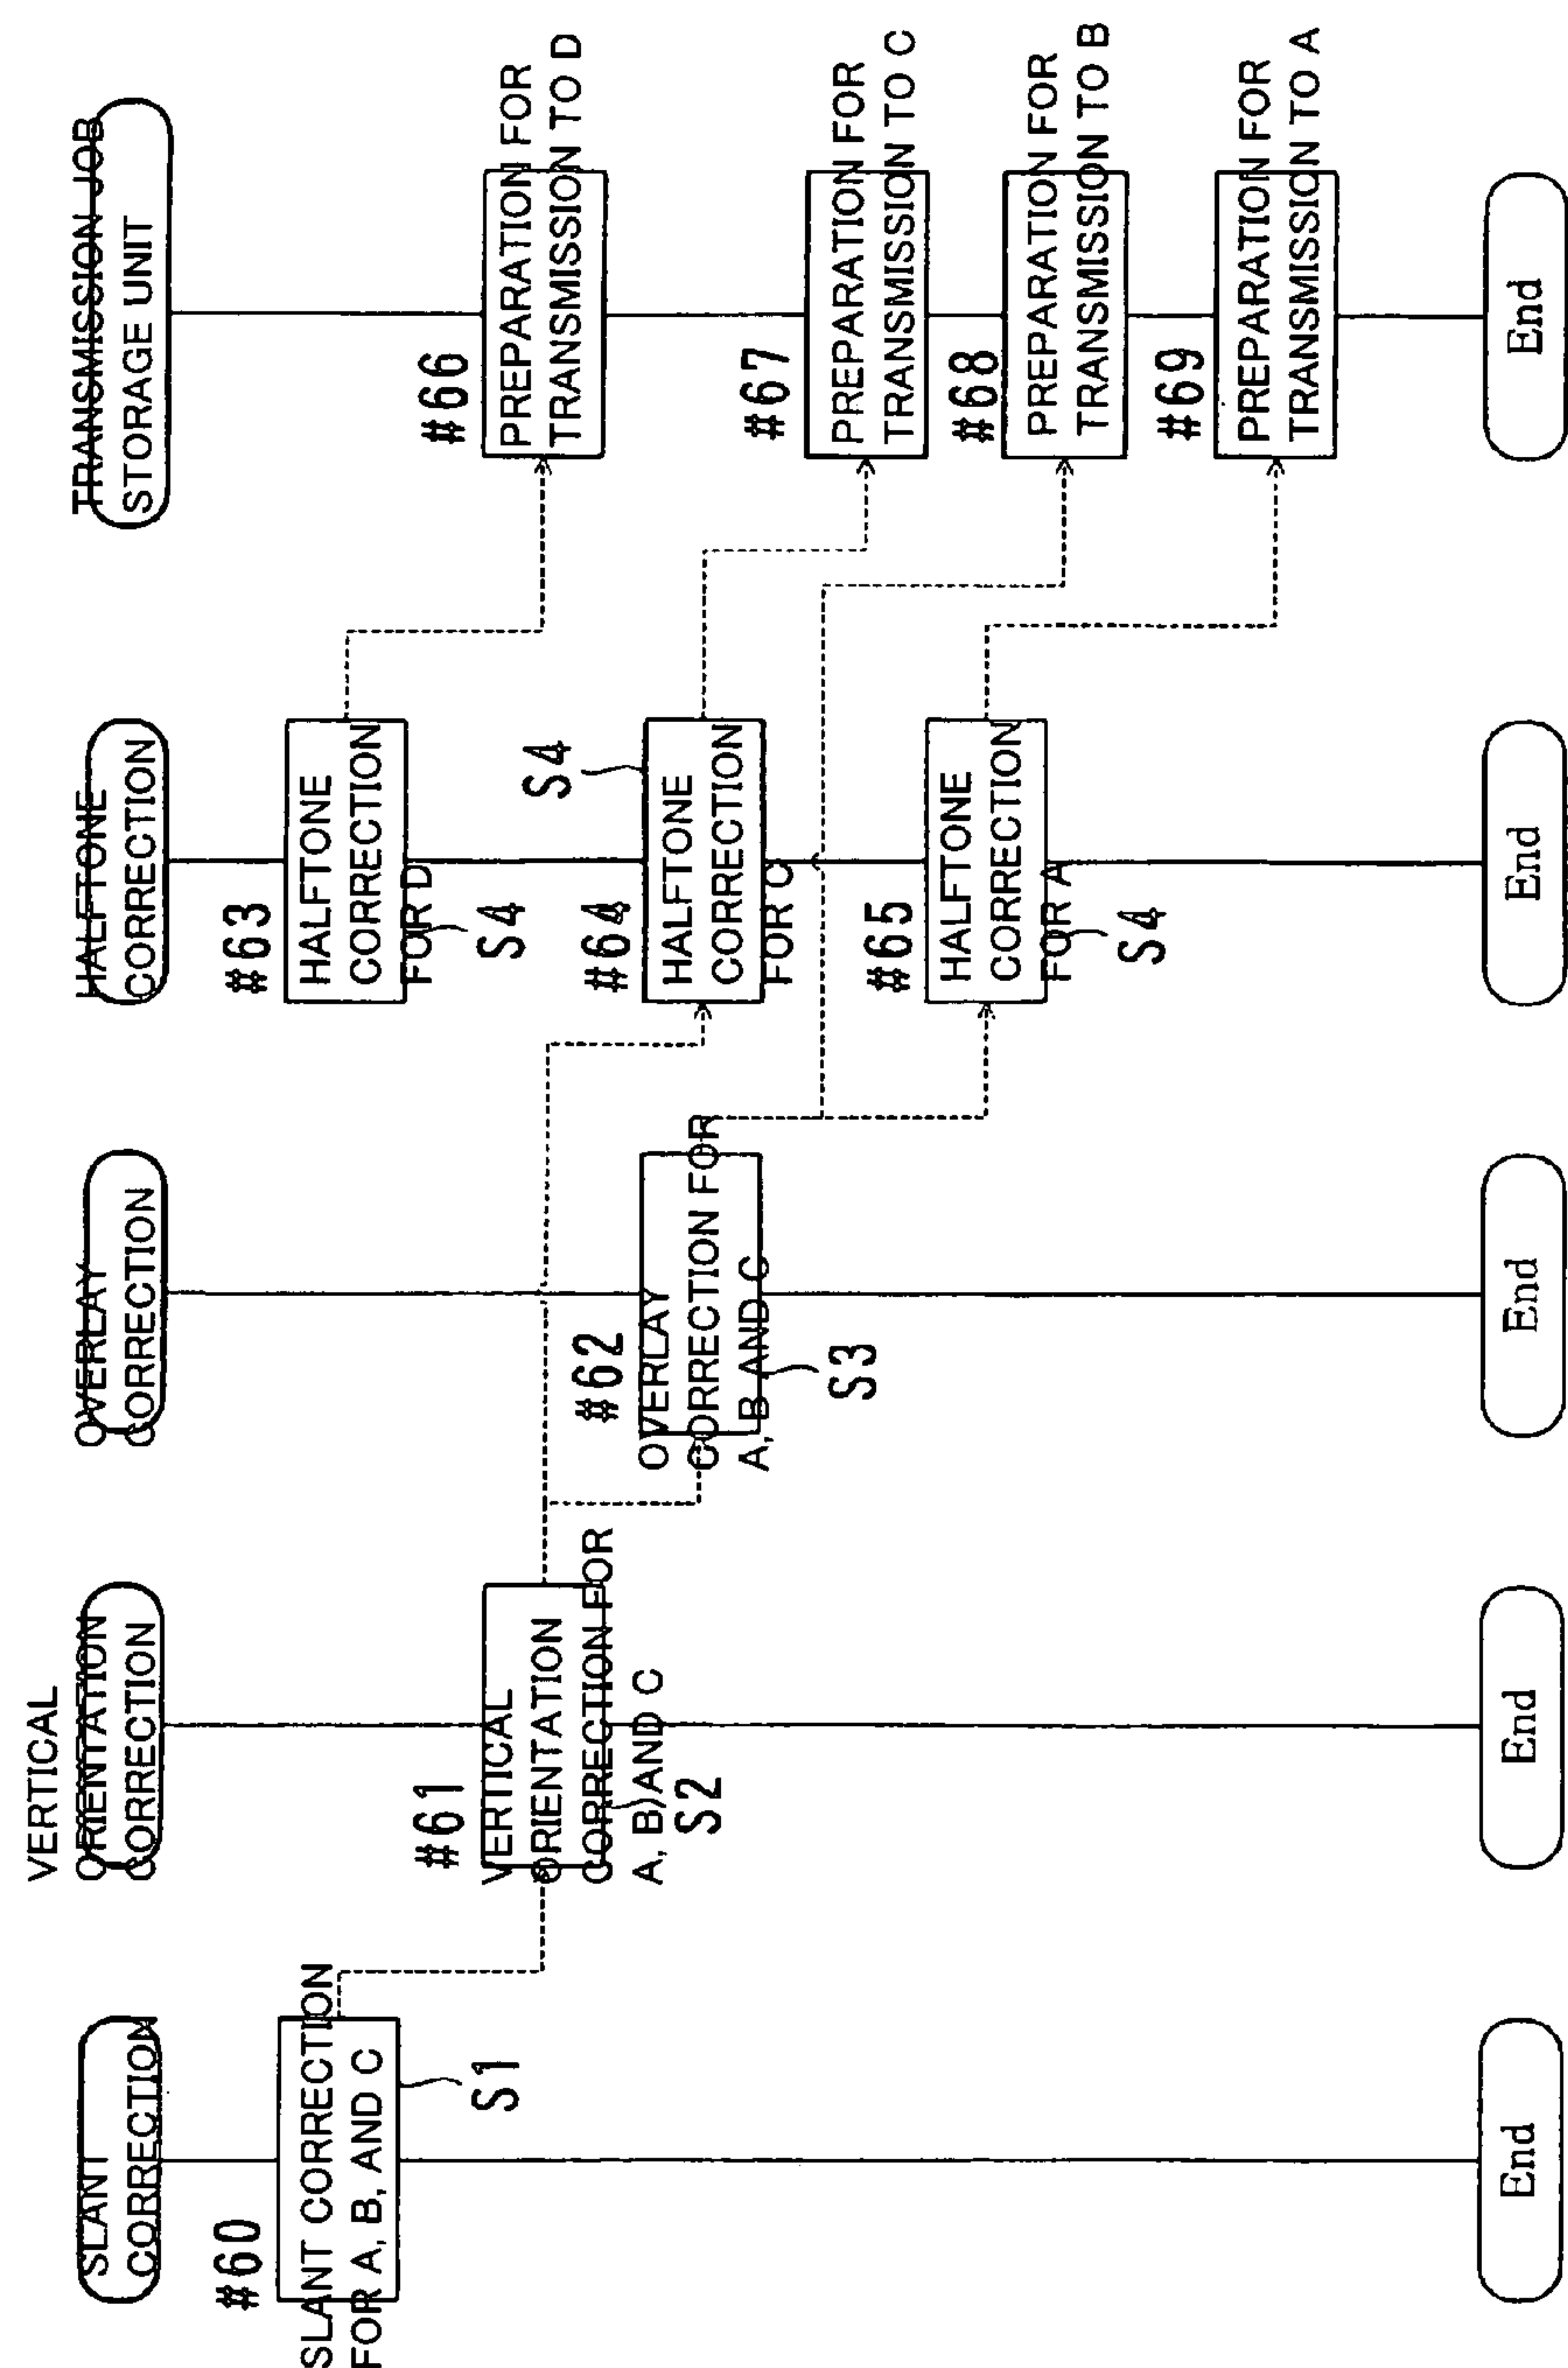 SLANT
CORRECTION
#60
SLANT CORRECTION
FOR A, B, AND C
S1
End
VERTICAL
ORIENTATION
CORRECTION
#61
VERTICAL
ORIENTATION
CORRECTION FOR
A, B AND C
S2
End
OVERLAY
CORRECTION
#62
OVERLAY
CORRECTION FOR
A, B AND C
S3
End
HALFTONE
CORRECTION
#63
HALFTONE
CORRECTION
FOR D
S4
S4
#64
HALFTONE
CORRECTION
FOR C
#65
HALFTONE
CORRECTION
FOR A
S4
End
TRANSMISSION JOB
STORAGE UNIT
#66
PREPARATION FOR
TRANSMISSION TO D
#67
PREPARATION FOR
TRANSMISSION TO C
#68
PREPARATION FOR
TRANSMISSION TO B
#69
PREPARATION FOR
TRANSMISSION TO A
End